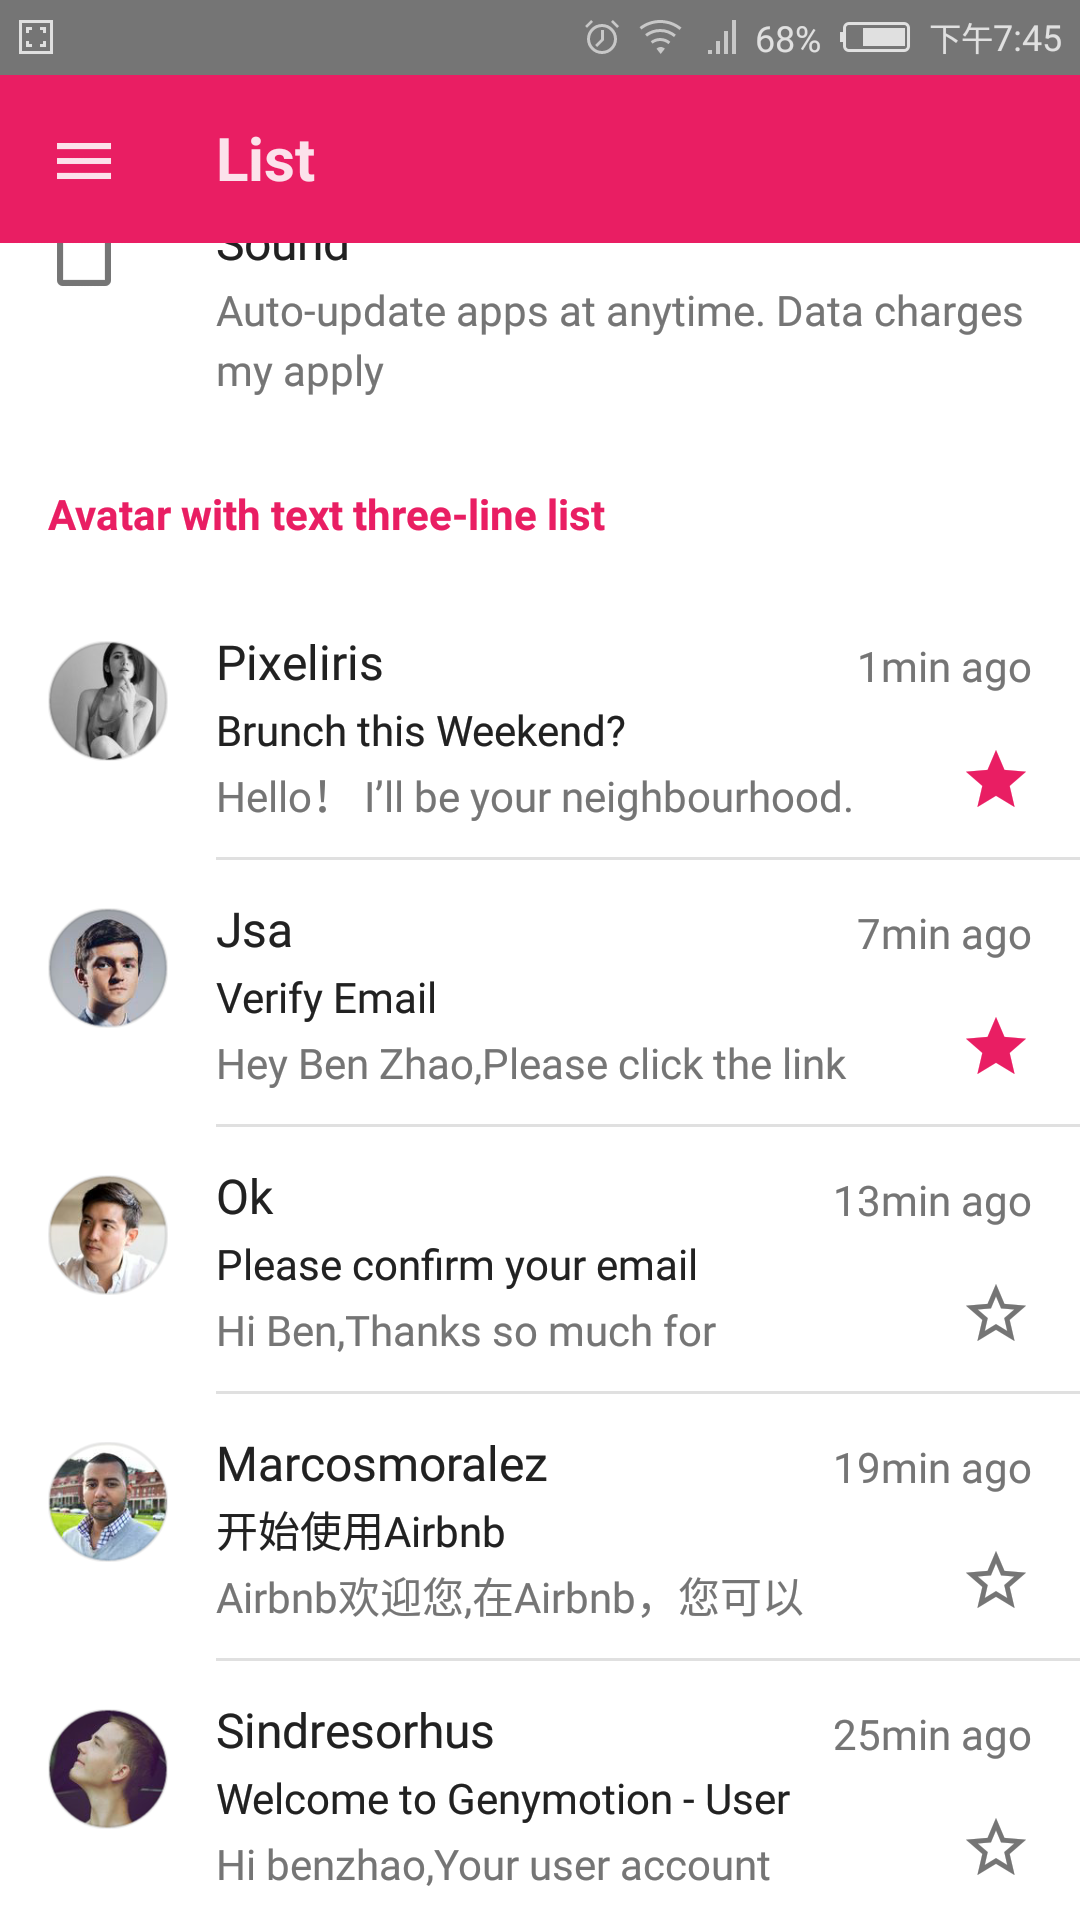 68% 下午7:45
List
Sound
Auto-update apps at anytime. Data charges
my apply
Avatar with text three-line list
Pixeliris 1min ago
Brunch this Weekend?
Hello！ I’ll be your neighbourhood.
Jsa 7min ago
Verify Email
Hey Ben Zhao,Please click the link
Ok 13min ago
Please confirm your email
Hi Ben,Thanks so much for
Marcosmoralez 19min ago
开始使用Airbnb
Airbnb欢迎您,在Airbnb，您可以
Sindresorhus 25min ago
Welcome to Genymotion - User
Hi benzhao,Your user account